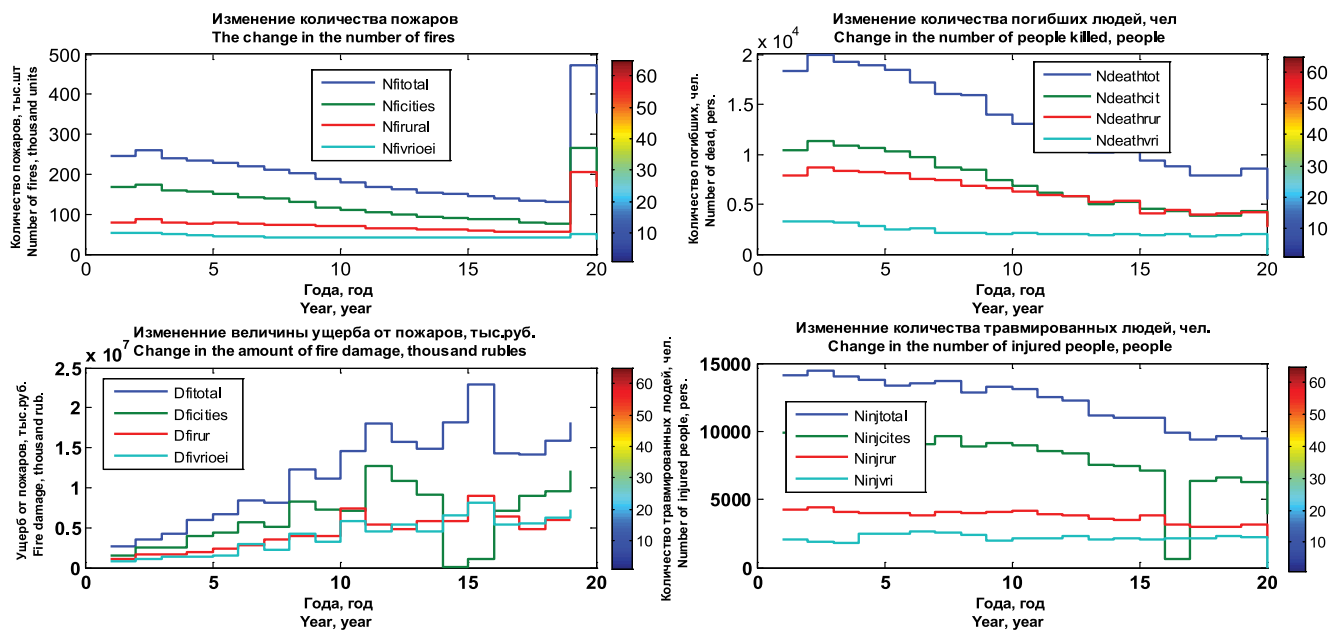 Изменение количества пожаров
The change in the number of fires
Количество пожаров, тыс.шт
Number of fires, thousand and units
500
400
300
200
100
0
Nfitotal
Nficities
Nfirural
Nfivrioei
0 5 10 15 20
Года, год
Year, year
60
50
40
30
20
10
Изменение количества погибших людей, чел
Change in the number of people killed, people
Количество погибших, чел.
Number of dead, pers.
x 10⁴
2
1.5
1
0.5
0
Ndeathtot
Ndeathcit
Ndeathrur
Ndeathvri
0 5 10 15 20
Года, год
Year, year
60
50
40
30
20
10
Измененние величины ущерба от пожаров, тыс.руб.
Change in the amount of fire damage, thousand rubles
Ущерб от пожаров, тыс.руб.
Fire damage, thousand rub.
x 10⁷
2.5
2
1.5
1
0.5
0
Dfitotal
Dficities
Dfirur
Dfivrioei
0 5 10 15 20
Года, год
Year, year
60
50
40
30
20
10
Измененние количества травмированных людей, чел.
Change in the number of injured people, people
Количество травмированных людей, чел.
Number of injured people, pers.
15000
10000
5000
0
Ninjtotal
Ninjcites
Ninjrur
Ninjvri
0 5 10 15 20
Года, год
Year, year
60
50
40
30
20
10